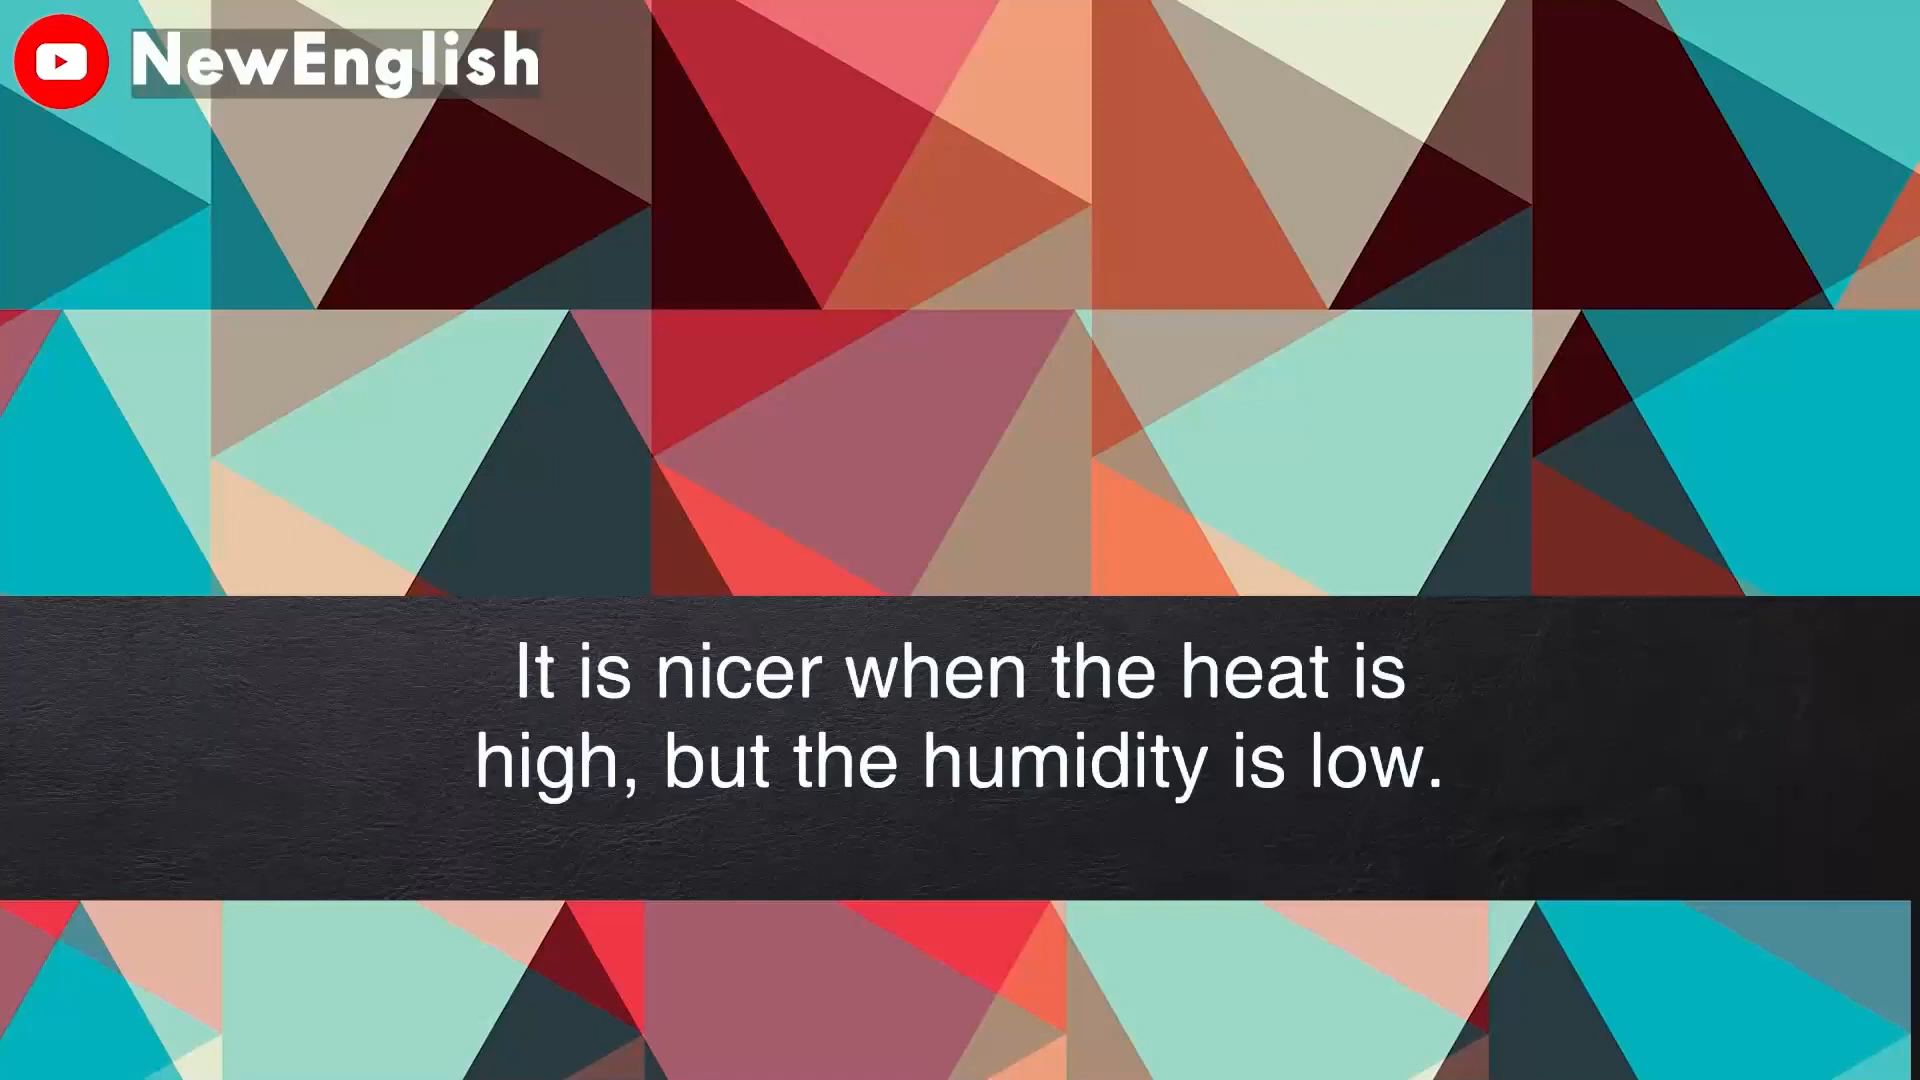 NewEnglish
It is nicer when the heat is
high, but the humidity is low.